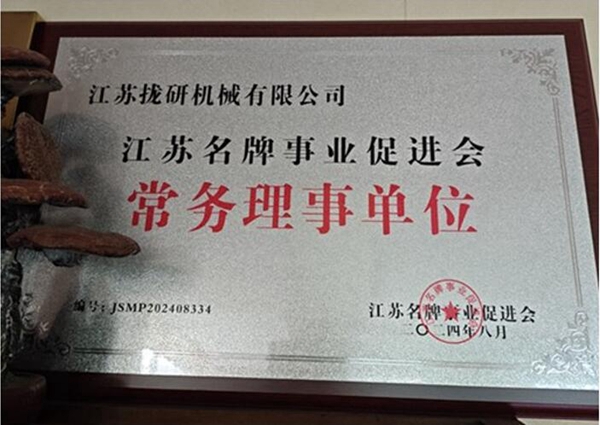 江苏拢研机械有限公司
江苏名牌事业促进会
常务理事单位
编号：JSMP202408334
江苏名牌事业促进会
二〇二四年八月